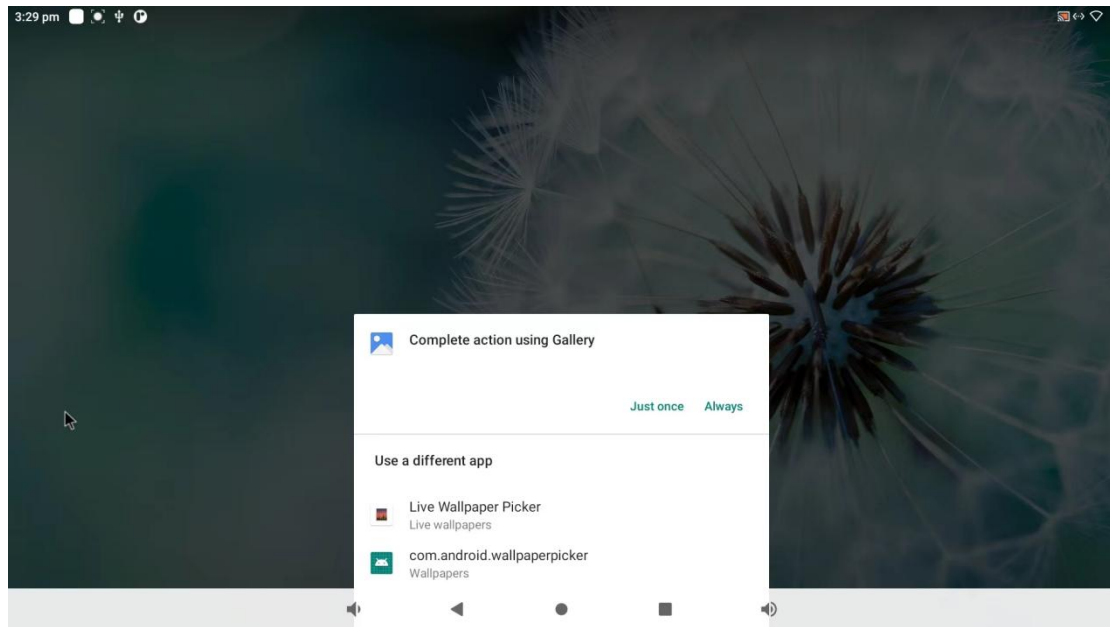 3:29 pm
Complete action using Gallery
Just once Always
Use a different app
Live Wallpaper Picker
Live wallpapers
com.android.wallpaperpicker
Wallpapers